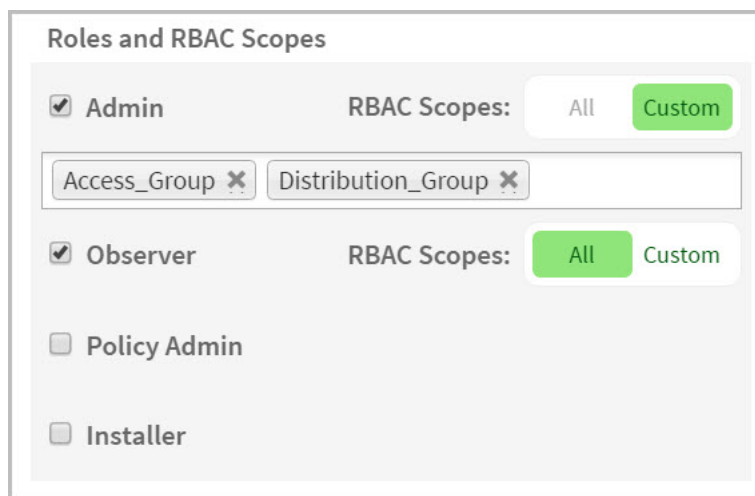 Roles and RBAC Scopes
Admin RBAC Scopes: All Custom
Access_Group Distribution_Group
Observer RBAC Scopes: All Custom
Policy Admin
Installer